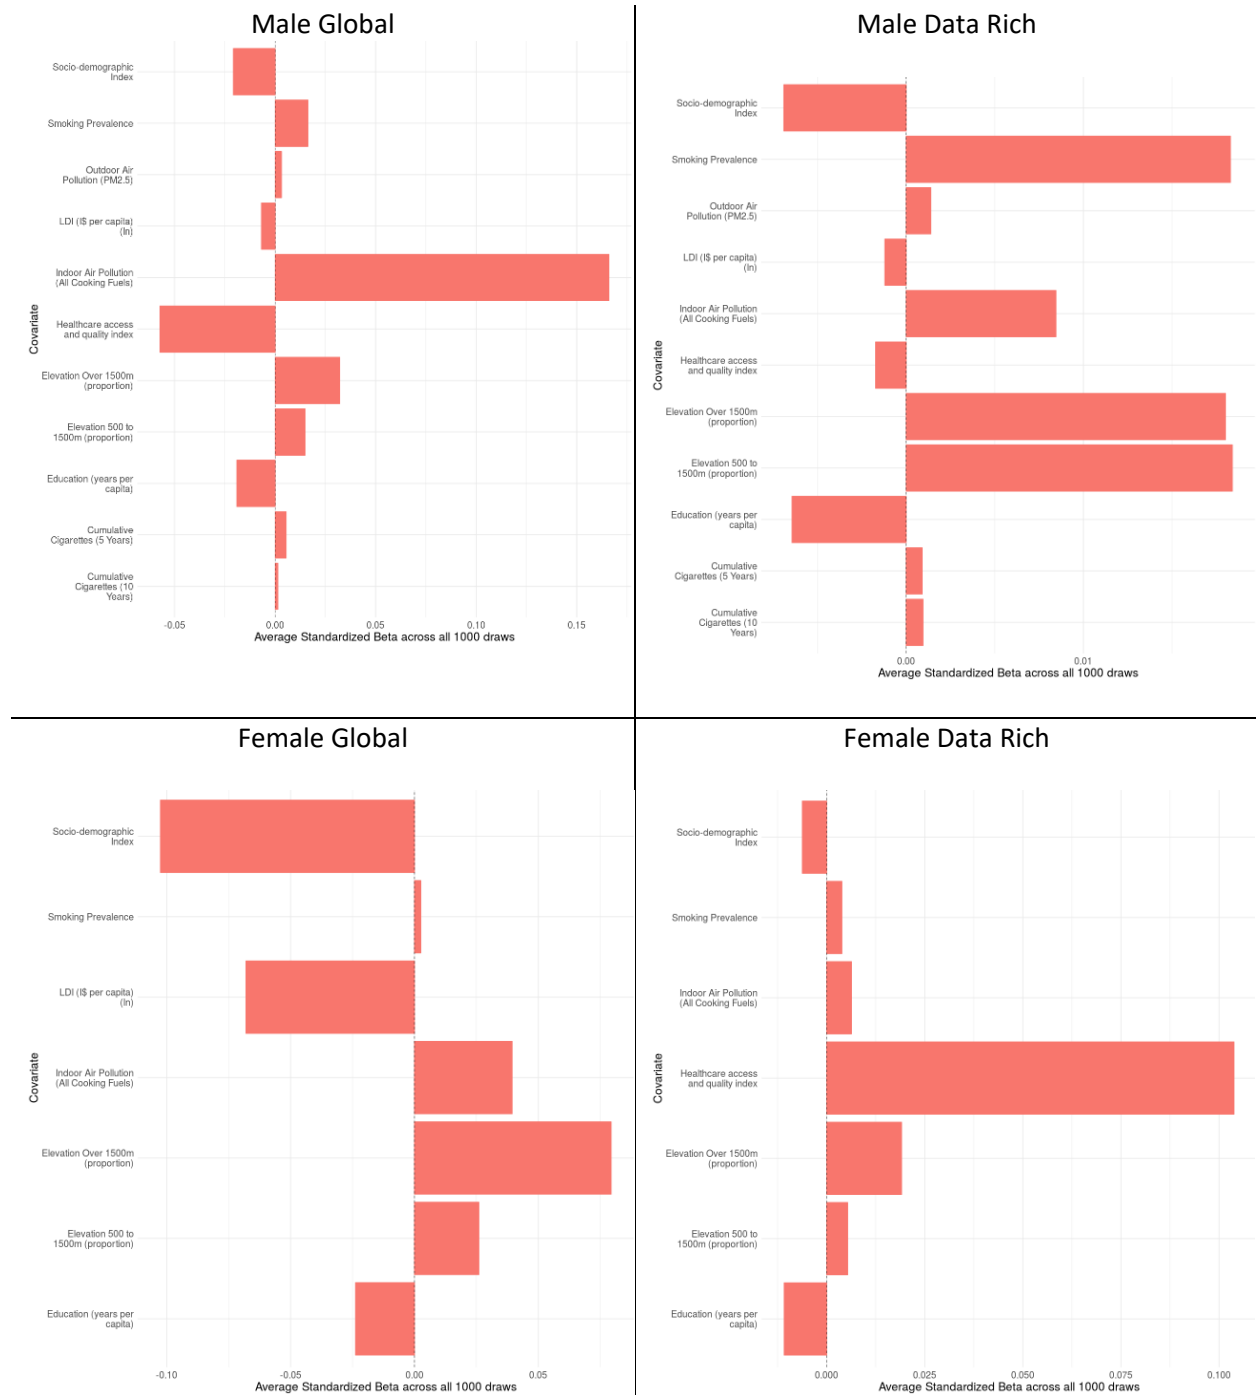 Male Global
Socio-demographic
Index
Smoking Prevalence
Outdoor Air
Pollution (PM2.5)
LDI (I$ per capita)
(ln)
Indoor Air Pollution
(All Cooking Fuels)
Healthcare access
and quality index
Elevation Over 1500m
(proportion)
Elevation 500 to
1500m (proportion)
Education (years per
capita)
Cumulative
Cigarettes (5 Years)
Cumulative
Cigarettes (10
Years)
Covariate
-0.05 0.00 0.05 0.10 0.15
Average Standardized Beta across all 1000 draws
Male Data Rich
Socio-demographic
Index
Smoking Prevalence
Outdoor Air
Pollution (PM2.5)
LDI (I$ per capita)
(ln)
Indoor Air Pollution
(All Cooking Fuels)
Healthcare access
and quality index
Elevation Over 1500m
(proportion)
Elevation 500 to
1500m (proportion)
Education (years per
capita)
Cumulative
Cigarettes (5 Years)
Cumulative
Cigarettes (10
Years)
Covariate
0.00 0.01
Average Standardized Beta across all 1000 draws
Female Global
Socio-demographic
Index
Smoking Prevalence
LDI (I$ per capita)
(ln)
Indoor Air Pollution
(All Cooking Fuels)
Elevation Over 1500m
(proportion)
Elevation 500 to
1500m (proportion)
Education (years per
capita)
Covariate
-0.10 -0.05 0.00 0.05
Average Standardized Beta across all 1000 draws
Female Data Rich
Socio-demographic
Index
Smoking Prevalence
Indoor Air Pollution
(All Cooking Fuels)
Healthcare access
and quality index
Elevation Over 1500m
(proportion)
Elevation 500 to
1500m (proportion)
Education (years per
capita)
Covariate
0.000 0.025 0.050 0.075 0.100
Average Standardized Beta across all 1000 draws